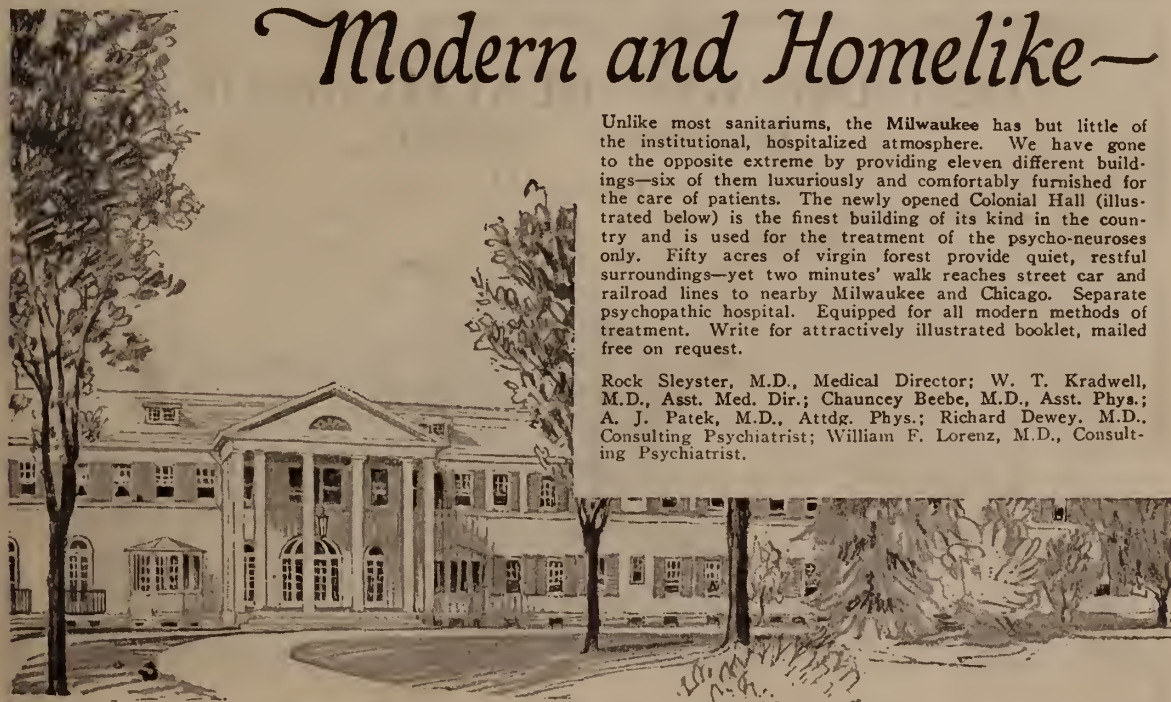 Modern and Homelike—
Unlike most sanitariums, the Milwaukee has but little of
the institutional, hospitalized atmosphere. We have gone
to the opposite extreme by providing eleven different build-
ings—six of them luxuriously and comfortably furnished for
the care of patients. The newly opened Colonial Hall (illus-
trated below) is the finest building of its kind in the coun-
try and is used for the treatment of the psycho-neuroses
only. Fifty acres of virgin forest provide quiet, restful
surroundings—yet two minutes' walk reaches street car and
railroad lines to nearby Milwaukee and Chicago. Separate
psychopathic hospital. Equipped for all modern methods of
treatment. Write for attractively illustrated booklet, mailed
free on request.
Rock Sleyster, M.D., Medical Director; W. T. Kradwell,
M.D., Asst. Med. Dir.; Chauncey Beebe, M.D., Asst. Phys.;
A. J. Patek, M.D., Attdg. Phys.; Richard Dewey, M.D.,
Consulting Psychiatrist; William F. Lorenz, M.D., Consult-
ing Psychiatrist.